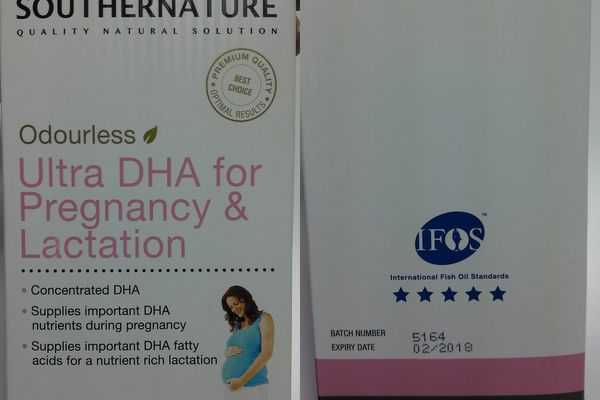 SOUTHERNATURE
QUALITY NATURAL SOLUTION
PREMIUM QUALITY
BEST
CHOICE
OPTIMAL RESULTS
Odourless
Ultra DHA for
Pregnancy &
Lactation
• Concentrated DHA
• Supplies important DHA
nutrients during pregnancy
• Supplies important DHA fatty
acids for a nutrient rich lactation
IFOS™
International Fish Oil Standards
BATCH NUMBER 5164
EXPIRY DATE 02/2018